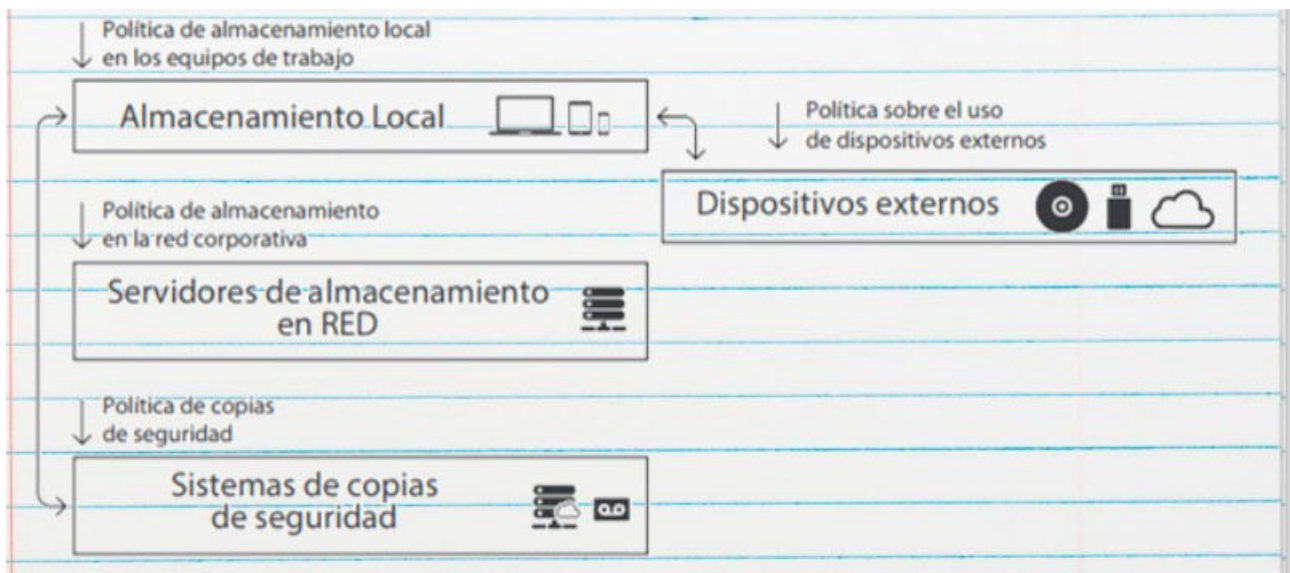 Política de almacenamiento local
en los equipos de trabajo
Almacenamiento Local
Política sobre el uso
de dispositivos externos
Dispositivos externos
Política de almacenamiento
en la red corporativa
Servidores de almacenamiento
en RED
Política de copias
de seguridad
Sistemas de copias
de seguridad